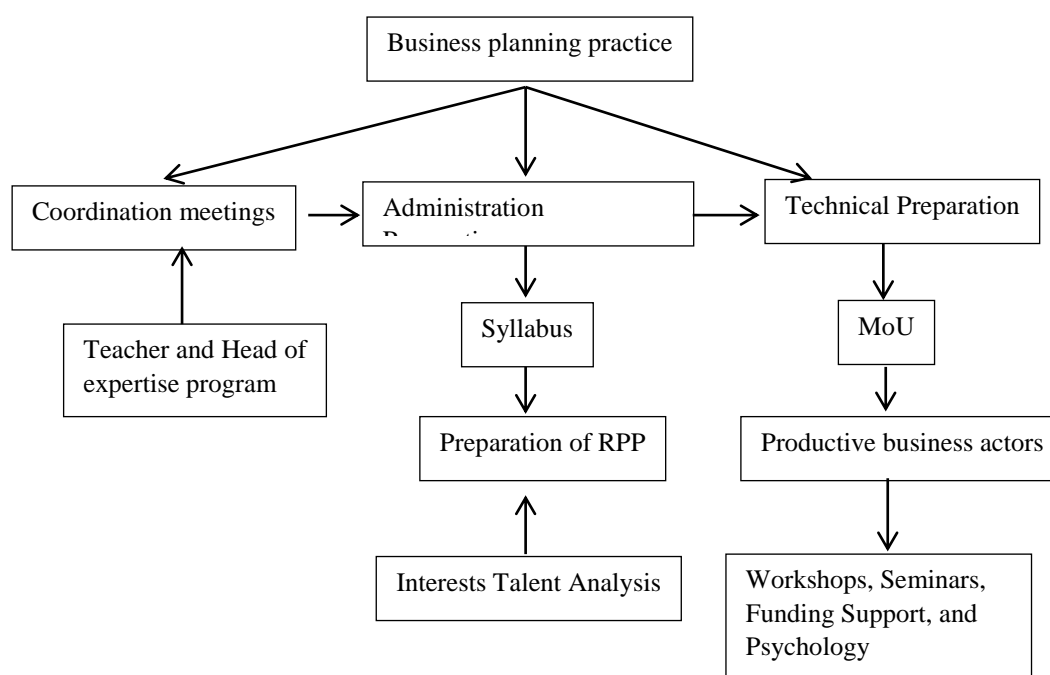 Business planning practice
Coordination meetings
Administration
Technical Preparation
Teacher and Head of
expertise program
Syllabus
MoU
Preparation of RPP
Productive business actors
Interests Talent Analysis
Workshops, Seminars,
Funding Support, and
Psychology